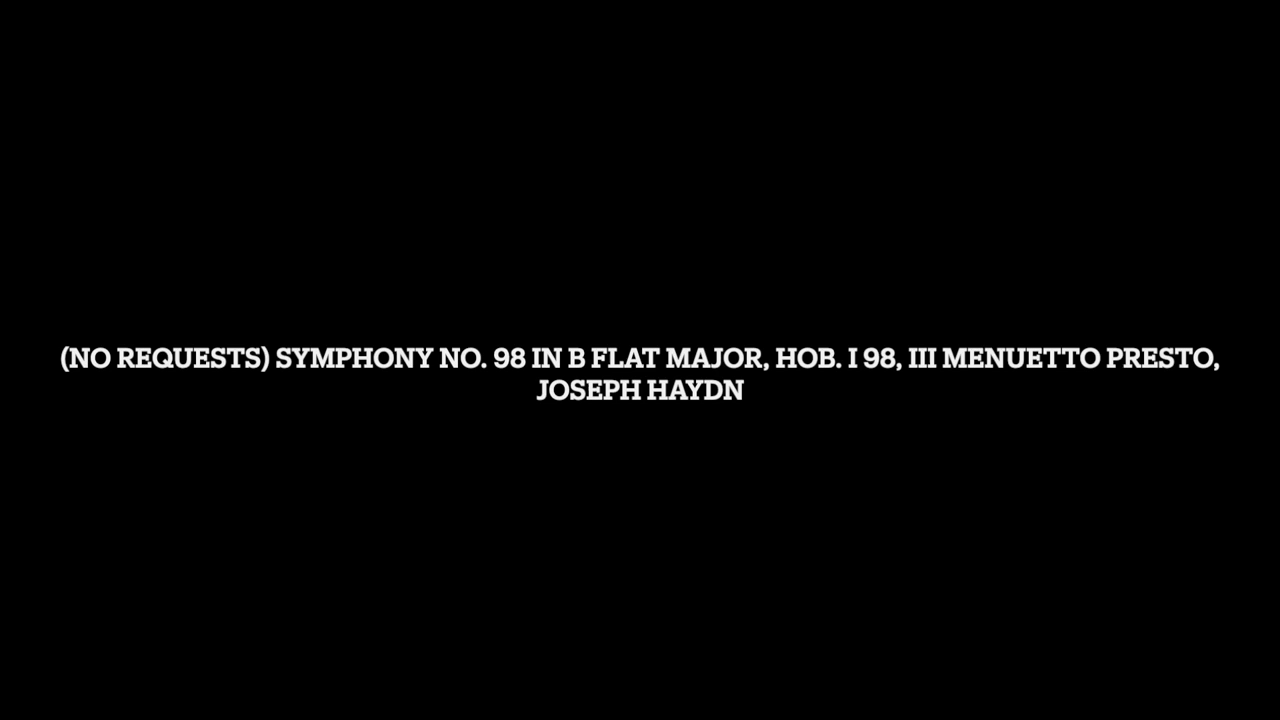 (NO REQUESTS) SYMPHONY NO. 98 IN B FLAT MAJOR, HOB. I 98, III MENUETTO PRESTO,
JOSEPH HAYDN